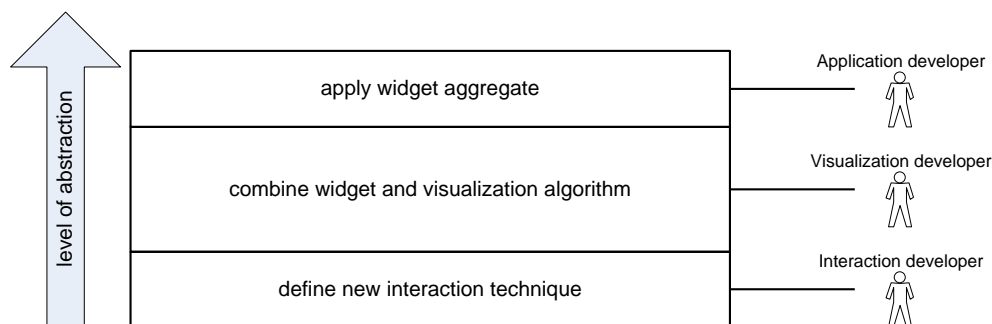 Application developer
apply widget aggregate
level of abstraction
Visualization developer
combine widget and visualization algorithm
Interaction developer
define new interaction technique